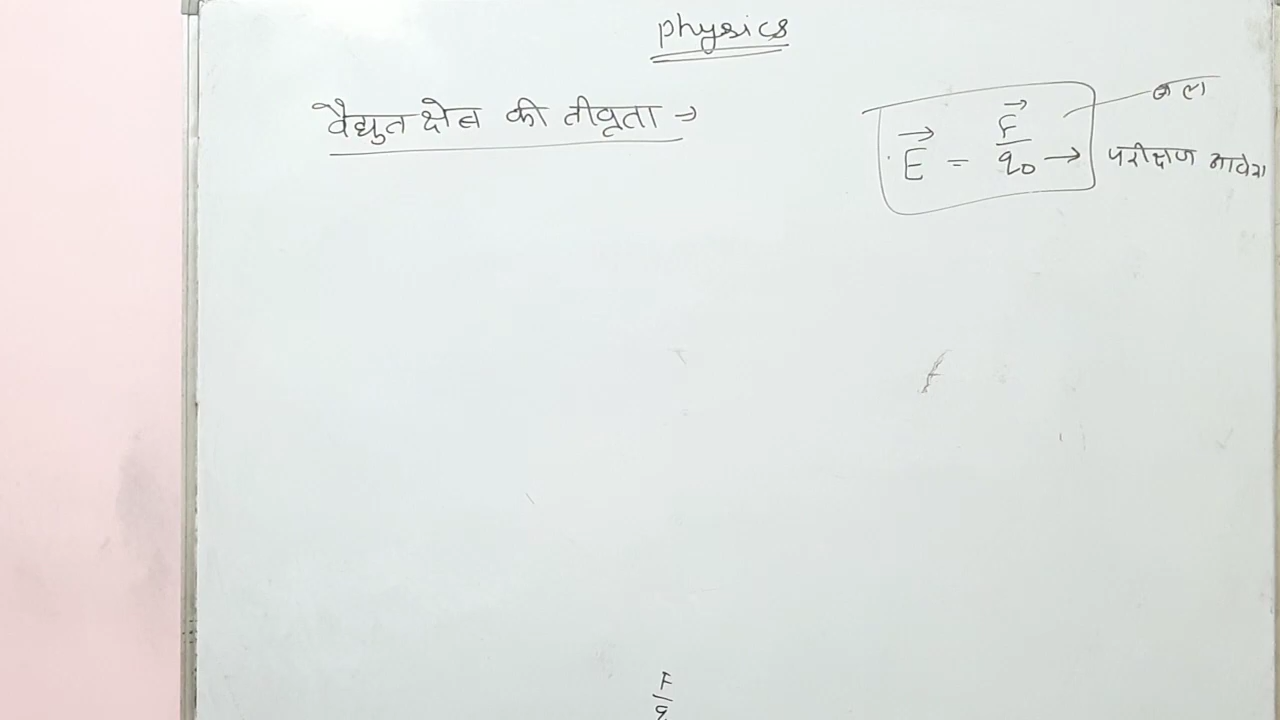 physics
वैद्युत क्षेत्र की तीव्रता →
E⃗ = F⃗/q₀ → परीक्षण आवेश
बल
F/q